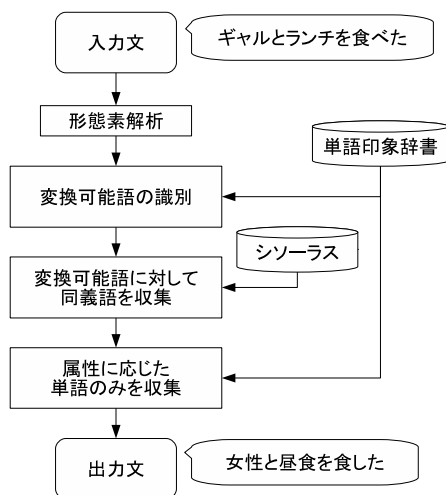 入力文
ギャルとランチを食べた
形態素解析
単語印象辞書
変換可能語の識別
シソーラス
変換可能語に対して
同義語を収集
属性に応じた
単語のみを収集
出力文
女性と昼食を食した